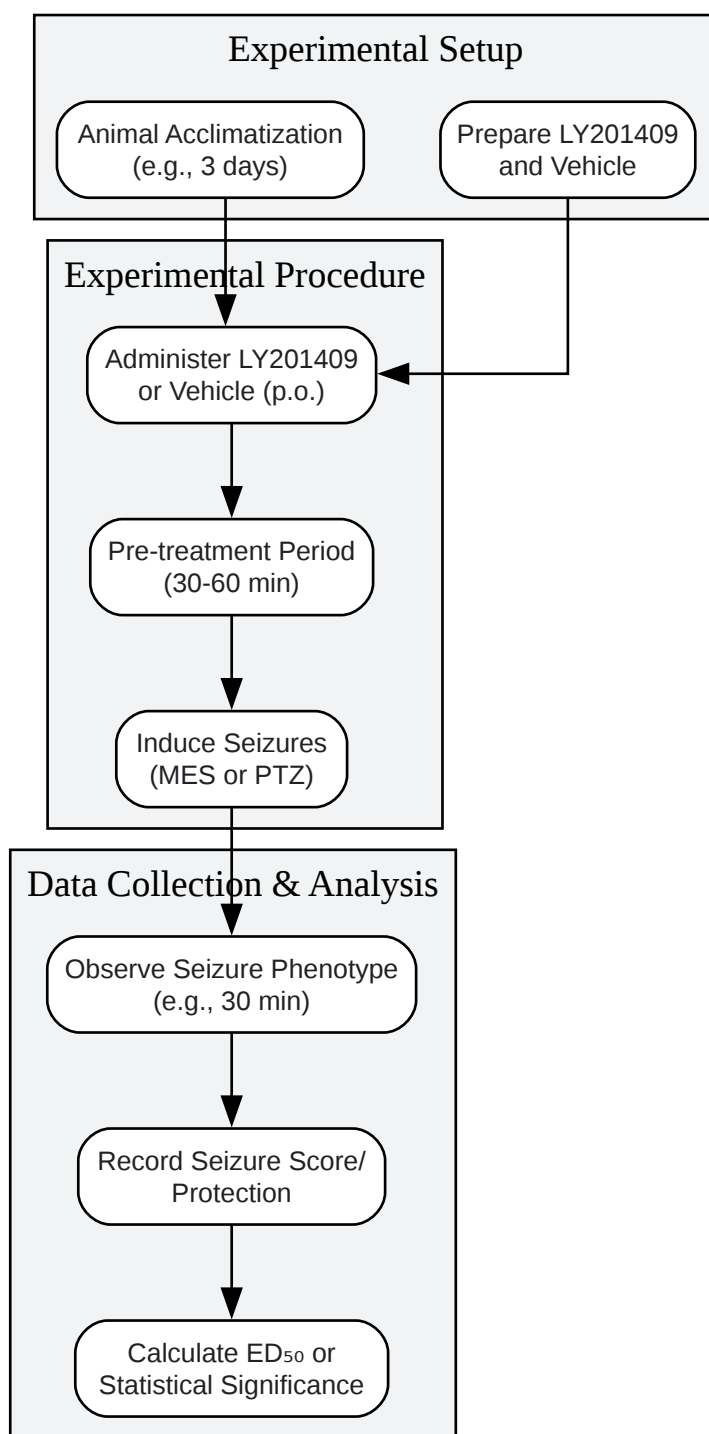 Experimental Setup
Animal Acclimatization
(e.g., 3 days)
Prepare LY201409
and Vehicle
Experimental Procedure
Administer LY201409
or Vehicle (p.o.)
Pre-treatment Period
(30-60 min)
Induce Seizures
(MES or PTZ)
Data Collection & Analysis
Observe Seizure Phenotype
(e.g., 30 min)
Record Seizure Score/
Protection
Calculate ED₅₀ or
Statistical Significance